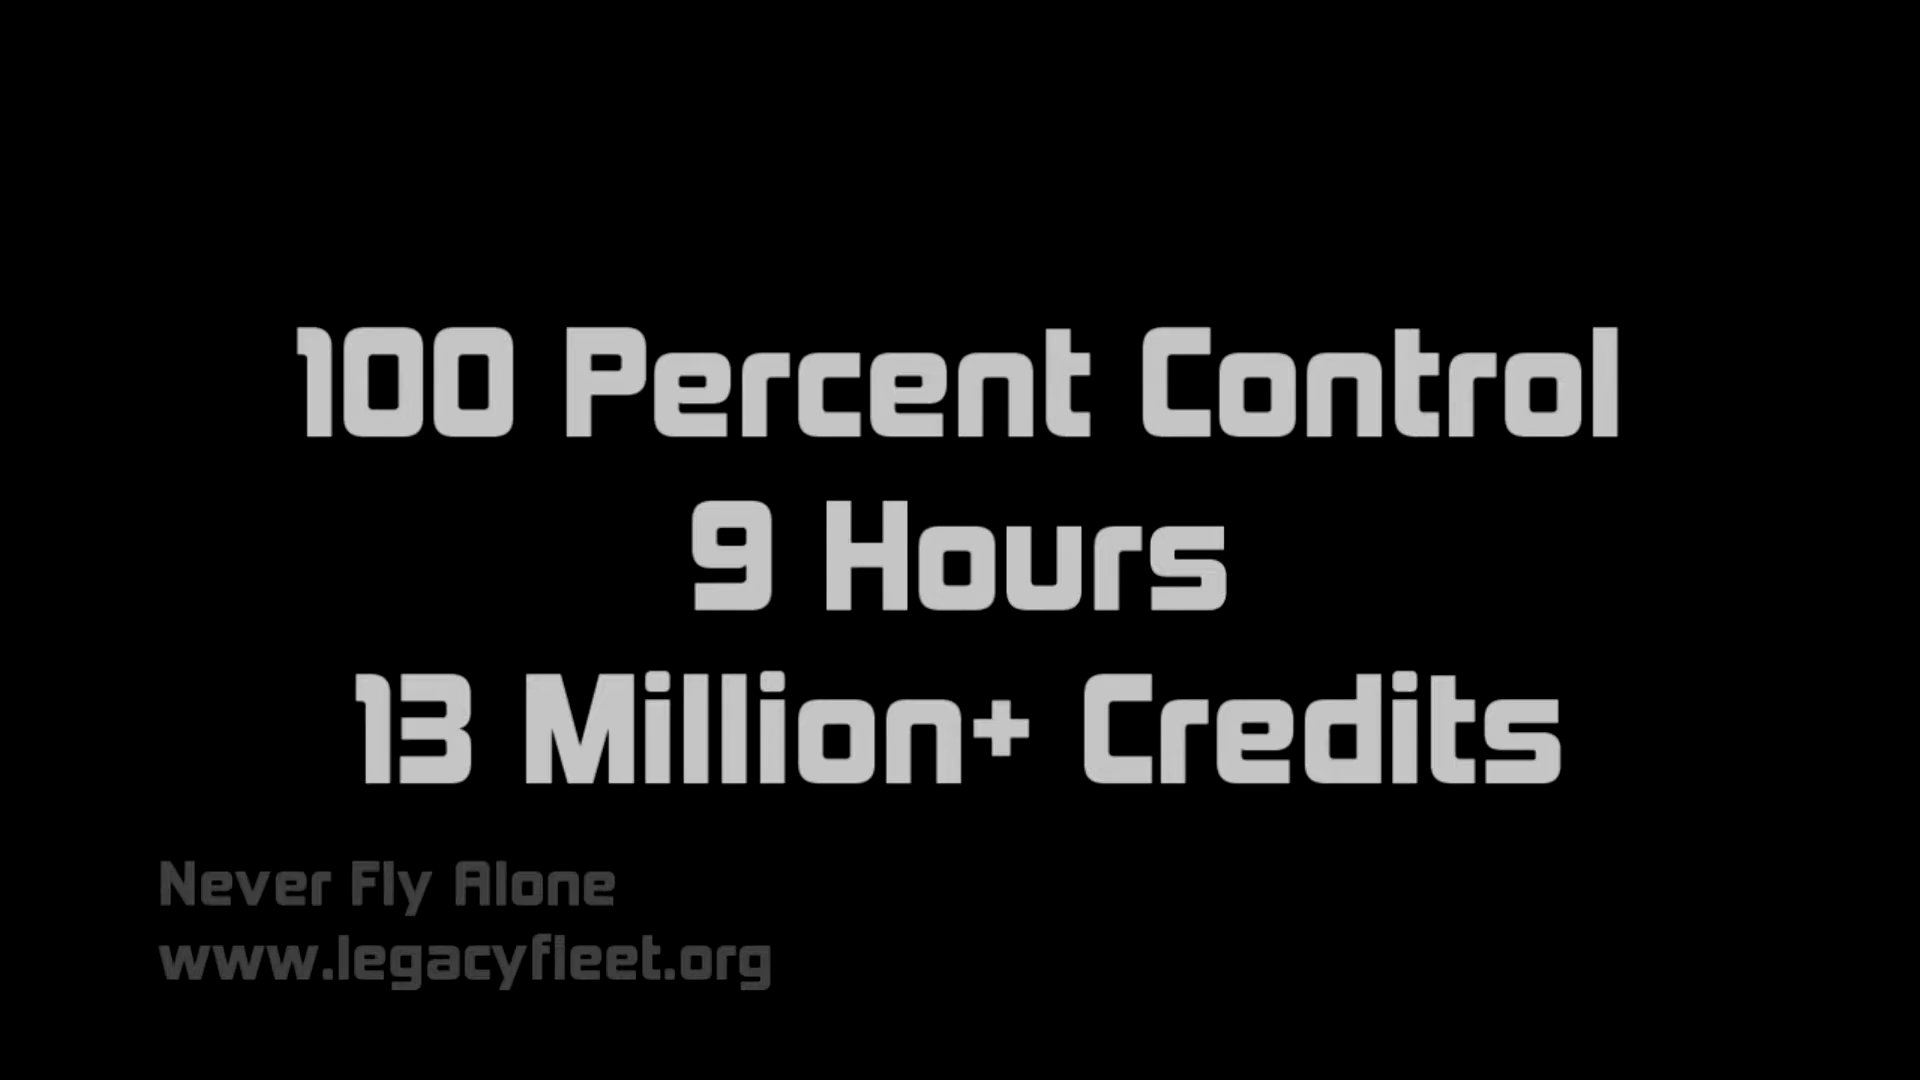 100 Percent Control
9 Hours
13 Million+ Credits
Never Fly Alone
www.legacyfleet.org